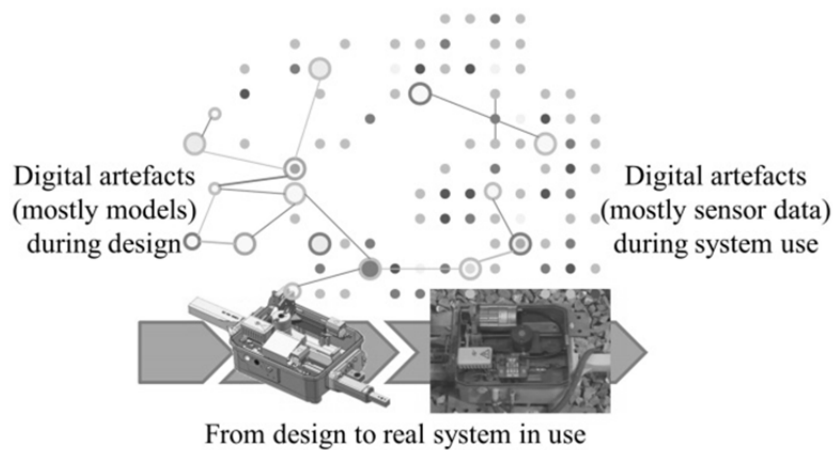 Digital artefacts
(mostly models)
during design
Digital artefacts
(mostly sensor data)
during system use
From design to real system in use